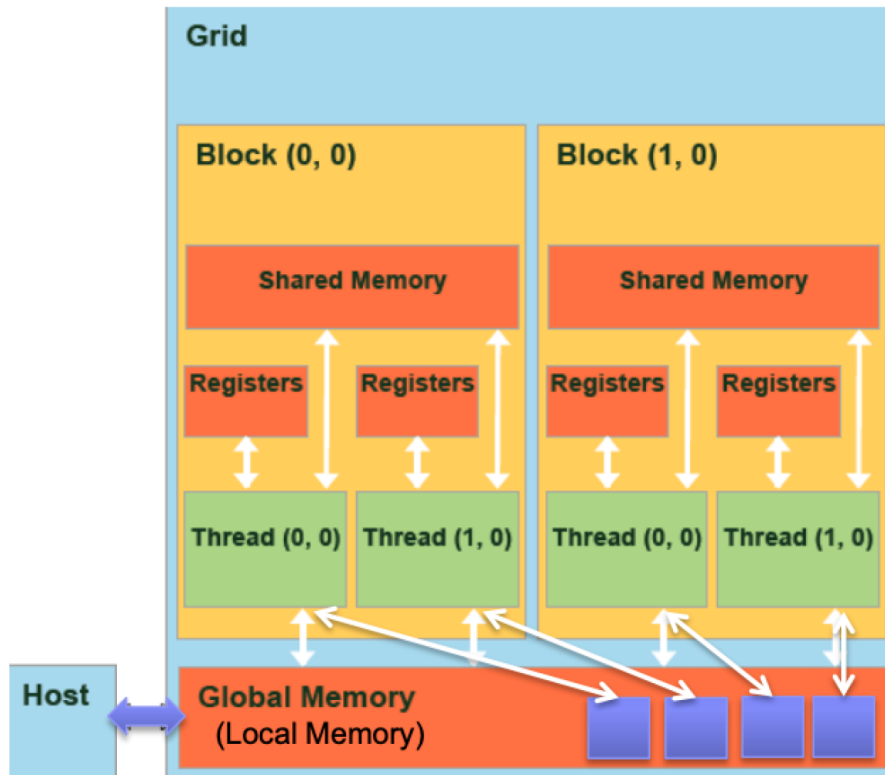 Grid
Block (0, 0)
Block (1, 0)
Shared Memory
Shared Memory
Registers
Registers
Registers
Registers
Thread (0, 0)
Thread (1, 0)
Thread (0, 0)
Thread (1, 0)
Host
Global Memory
(Local Memory)